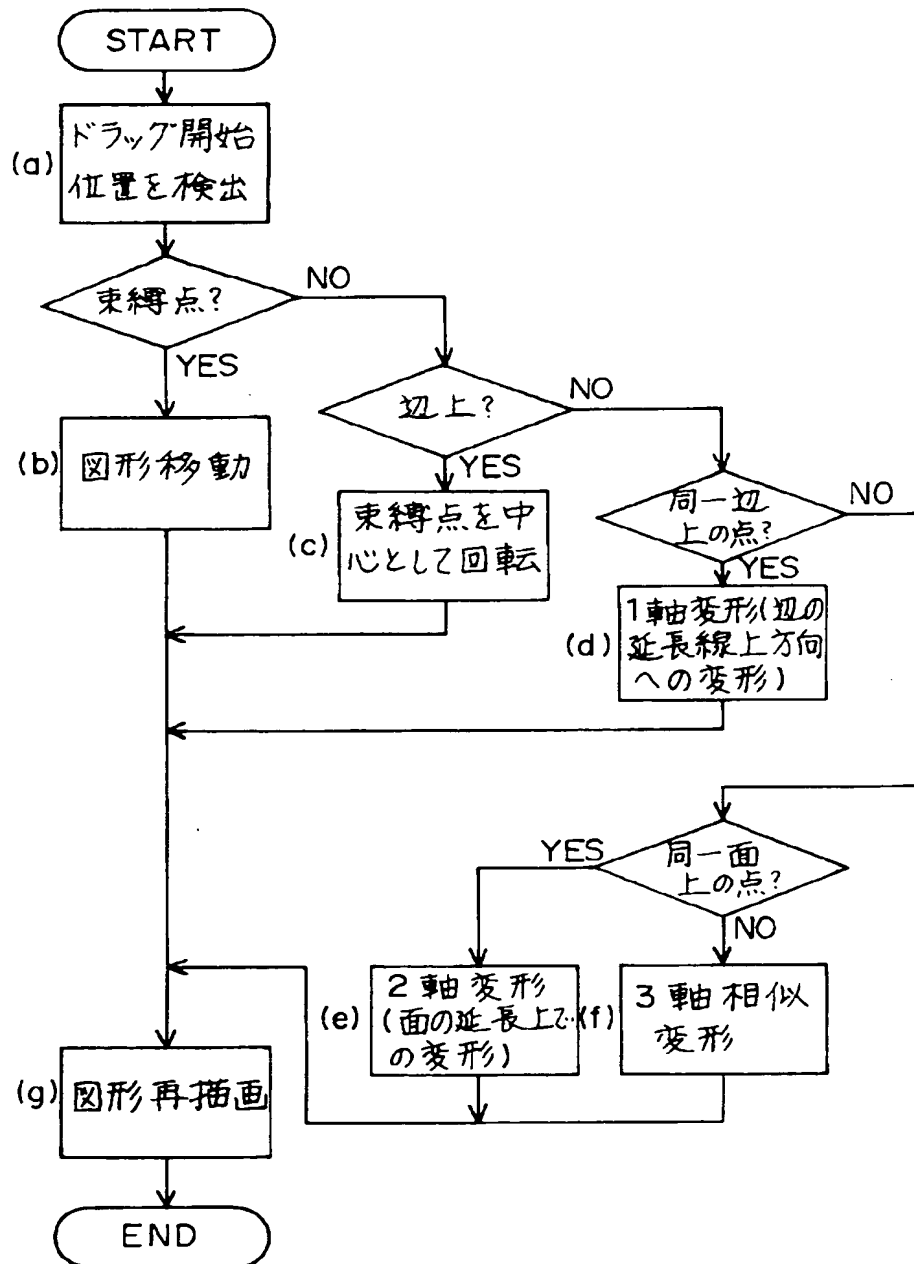 START
(a)
ドラッグ開始
位置を検出
束縛点?
NO
YES
(b)
図形移動
辺上?
NO
YES
(c)
束縛点を中
心として回転
同一辺
上の点?
NO
YES
(d)
1軸変形(辺の
延長線上方向
への変形)
同一面
上の点?
YES
NO
(e)
2軸変形
(面の延長上で
の変形)
(f)
3軸相似
変形
(g)
図形再描画
END